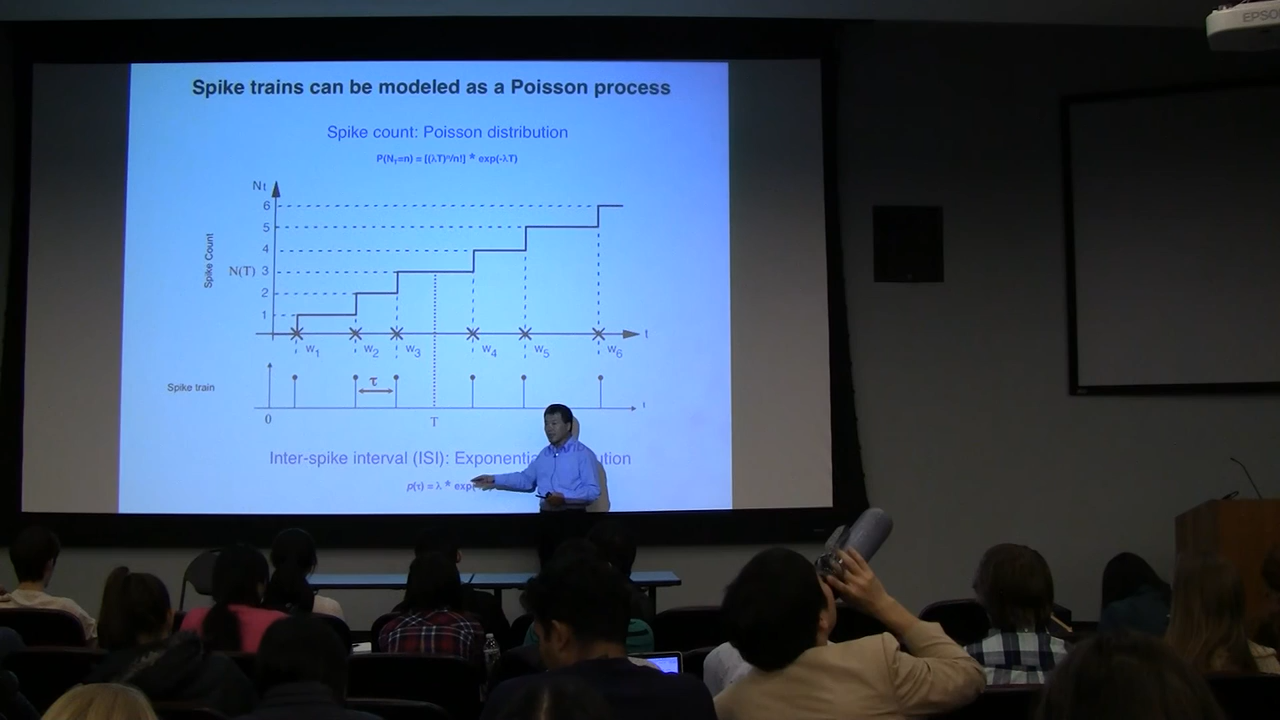 EPSO
Spike trains can be modeled as a Poisson process
Spike count: Poisson distribution
P(N_T=n) = [(λT)ⁿ/n!] * exp(-λT)
Nt
6
5
4
N(T) 3
2
1
Spike Count
t
w1 w2 w3 w4 w5 w6
Spike train
τ
t
0 T
Inter-spike interval (ISI): Exponential
p(τ) = λ * exp